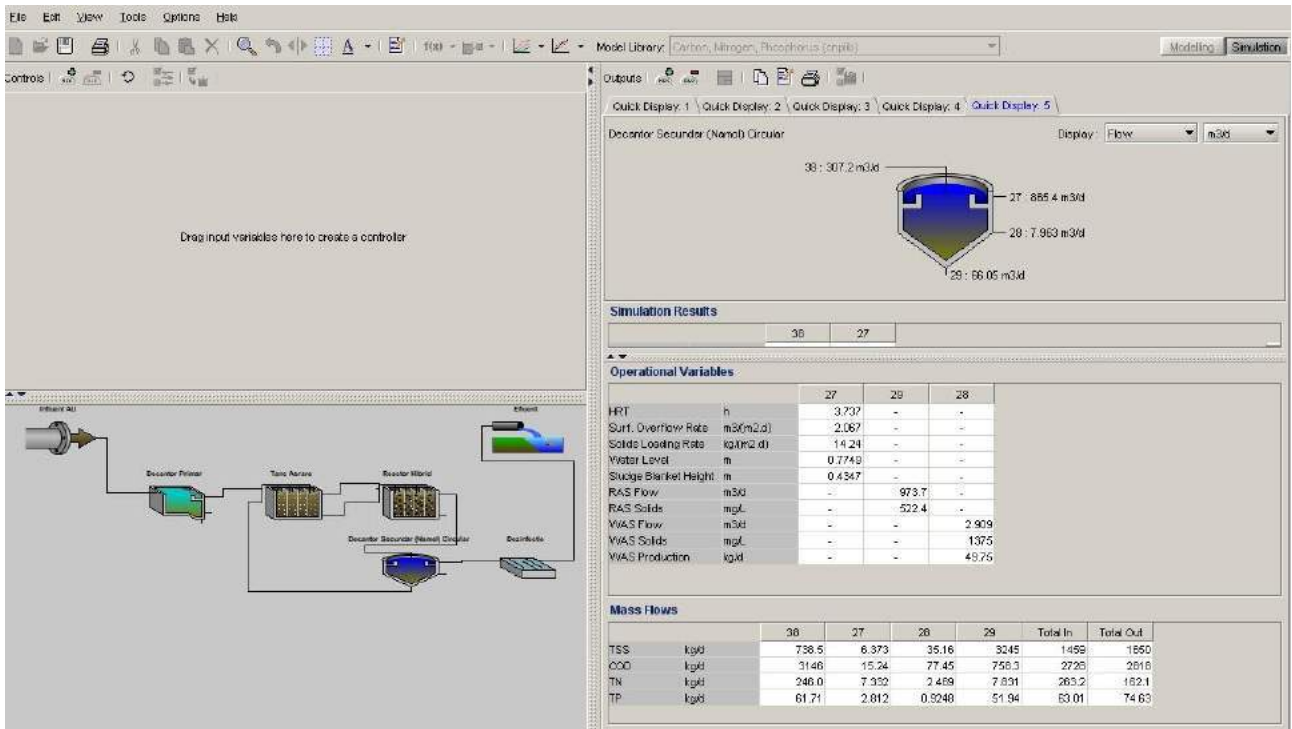 File Edit View Tools Options Help
Model Library: Carbon, Nitrogen, Phosphorus (cnplib)
Modelling Simulation
Controls
Outputs
Quick Display: 1 Quick Display: 2 Quick Display: 3 Quick Display: 4 Quick Display: 5
Decantor Secundar (Namol) Circular
Display: Flow m3/d
38 : 307.2 m3/d
27 : 885.4 m3/d
28 : 7.963 m3/d
29 : 66.05 m3/d
Drag input variables here to create a controller
Simulation Results
38 27
Operational Variables
27 29 28
HRT h 3.737 - -
Surf. Overflow Rate m3/(m2.d) 2.067 - -
Solids Loading Rate kg/(m2.d) 14.24 - -
Water Level m 0.7749 - -
Sludge Blanket Height m 0.4347 - -
RAS Flow m3/d - 973.7 -
RAS Solids mg/L - 522.4 -
WAS Flow m3/d - - 2.909
WAS Solids mg/L - - 1375
WAS Production kg/d - - 49.75
Mass Flows
38 27 28 29 Total In Total Out
TSS kg/d 738.5 6.373 35.16 3245 1459 1650
COD kg/d 3146 15.24 77.45 758.3 2726 2818
TN kg/d 246.0 7.332 2.469 7.831 263.2 162.1
TP kg/d 61.71 2.812 0.9248 51.94 63.01 74.63
Influent AU
Efluent
Decantor Primar
Tanc Aerare
Reactor Hibrid
Decantor Secundar (Namol) Circular
Dezinfectie